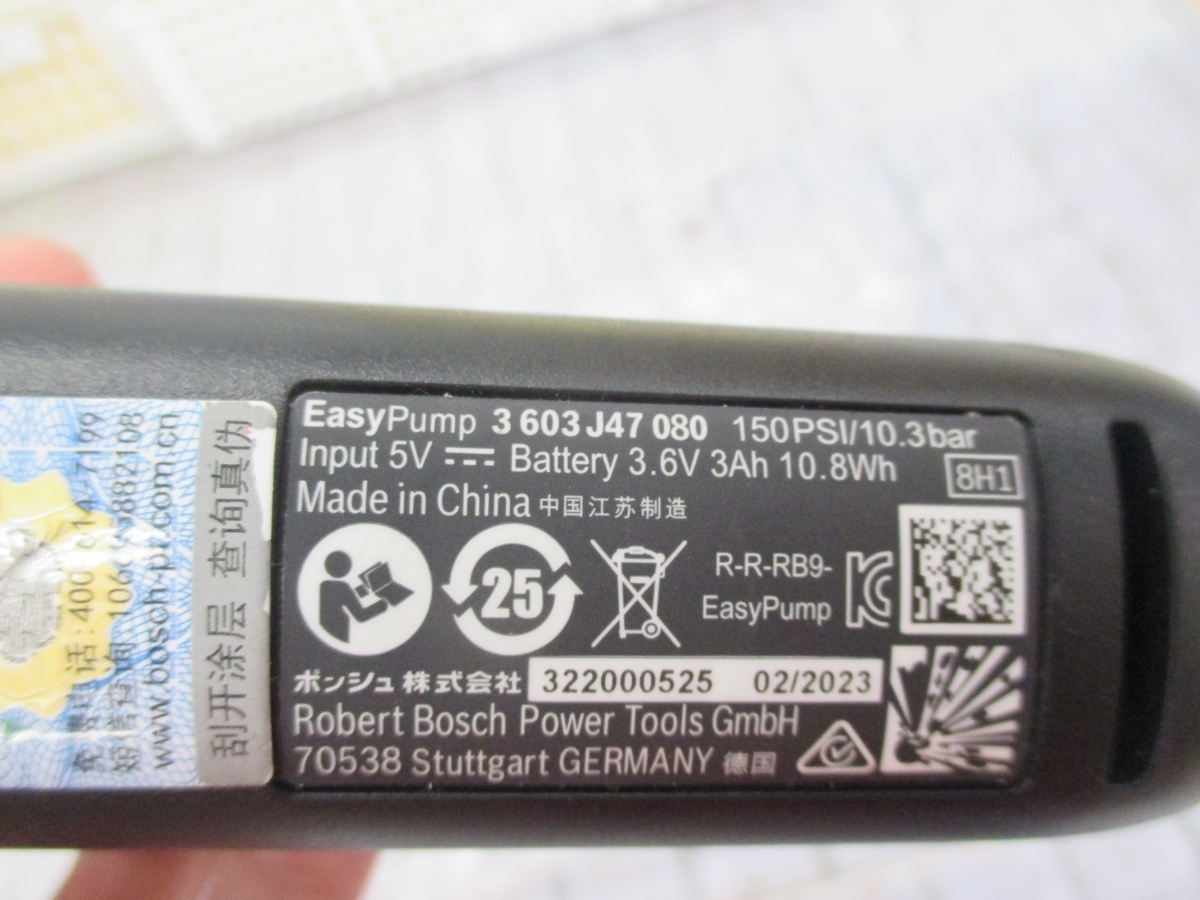 EasyPump 3 603 J47 080 150PSI/10.3bar
Input 5V Battery 3.6V 3Ah 10.8Wh
8H1
Made in China 中国江苏制造
25
R-R-RB9-
EasyPump
ボンシュ株式会社 322000525 02/2023
Robert Bosch Power Tools GmbH
70538 Stuttgart GERMANY 德国
刮开涂层 查询真伪
www.bosch-pt.com.cn